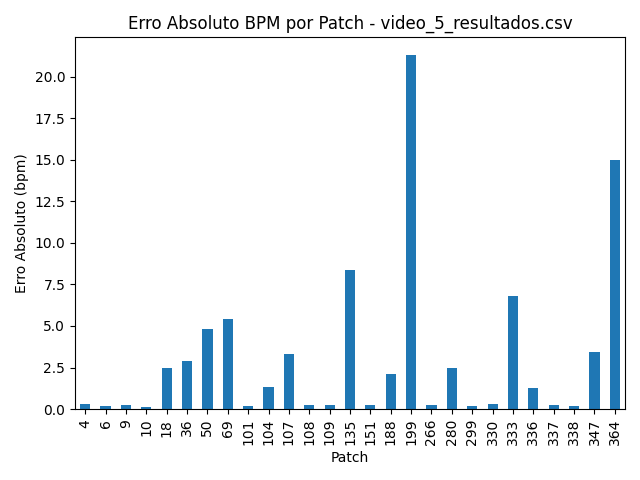 Erro Absoluto BPM por Patch - video_5_resultados.csv
Erro Absoluto (bpm)
20.0
17.5
15.0
12.5
10.0
7.5
5.0
2.5
0.0
4 6 9 10 18 36 50 69 101 104 107 108 109 135 151 188 199 266 280 299 330 333 336 337 338 347 364
Patch